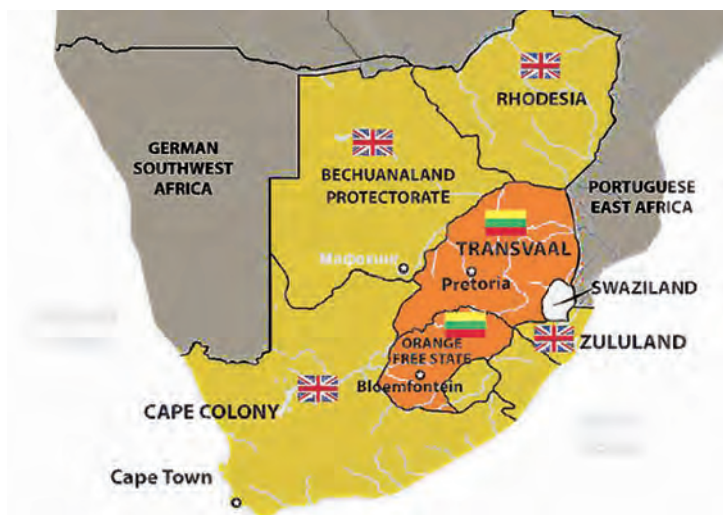 RHODESIA
GERMAN
SOUTHWEST
AFRICA
BECHUANALAND
PROTECTORATE
PORTUGUESE
EAST AFRICA
TRANSVAAL
Pretoria
SWAZILAND
ORANGE
FREE STATE
ZULULAND
Bloemfontein
CAPE COLONY
Cape Town